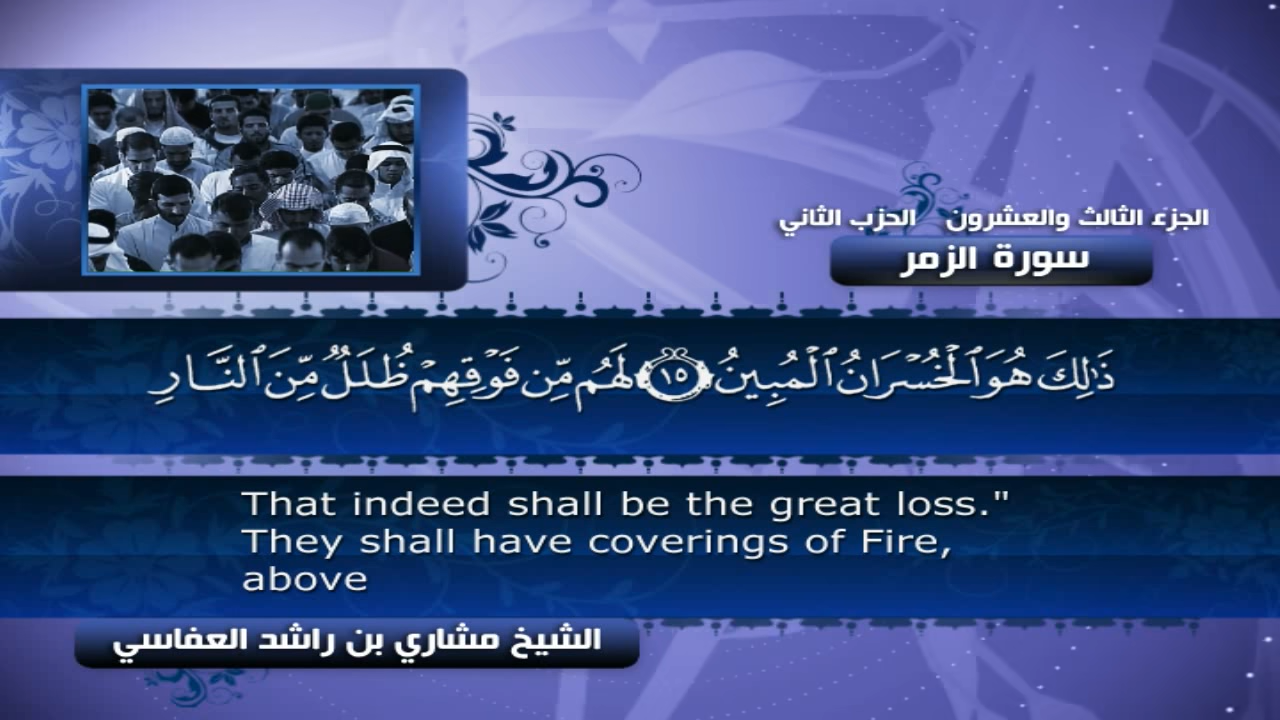 الجزء الثالث والعشرون الحزب الثاني
سورة الزمر
ذَٰلِكَ هُوَ ٱلْخُسْرَانُ ٱلْمُبِينُ ۝١٥ لَهُم مِّن فَوْقِهِمْ ظُلَلٌ مِّنَ ٱلنَّارِ
That indeed shall be the great loss."
They shall have coverings of Fire,
above
الشيخ مشاري بن راشد العفاسي